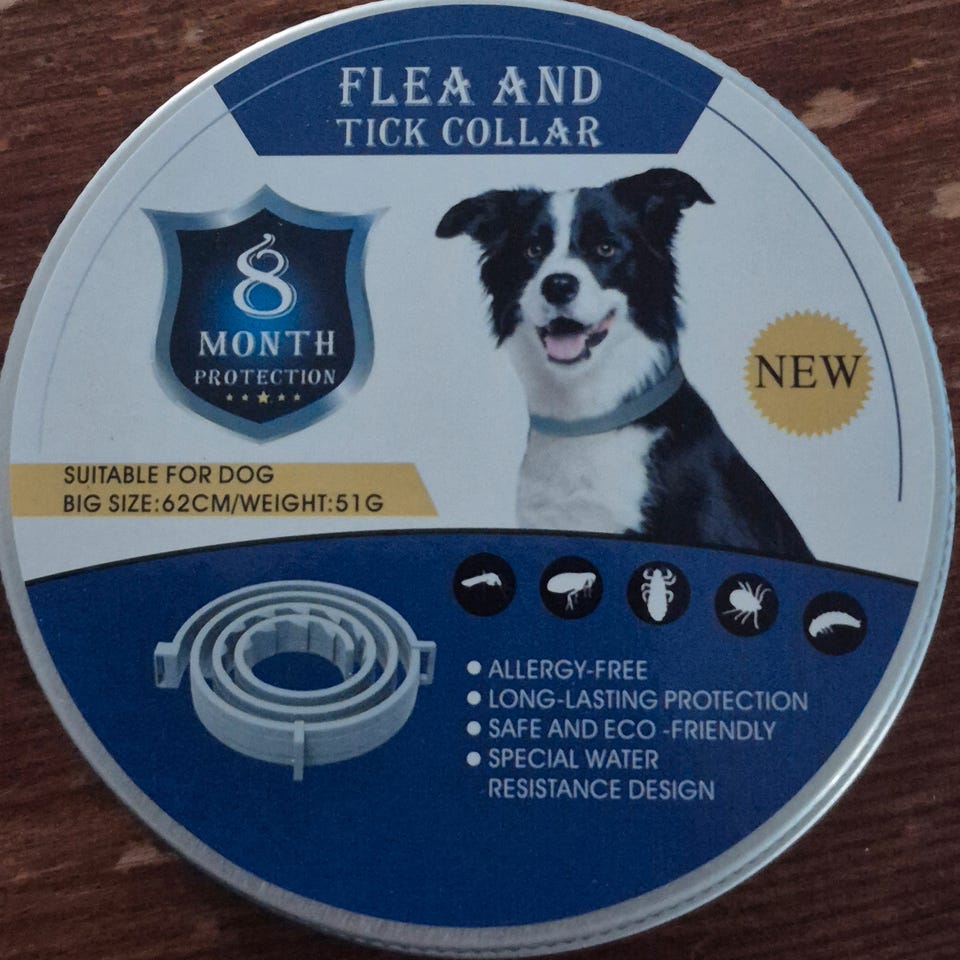 FLEA AND
TICK COLLAR
8
MONTH
PROTECTION
NEW
SUITABLE FOR DOG
BIG SIZE:62CM/WEIGHT:51G
ALLERGY-FREE
LONG-LASTING PROTECTION
SAFE AND ECO -FRIENDLY
SPECIAL WATER
RESISTANCE DESIGN